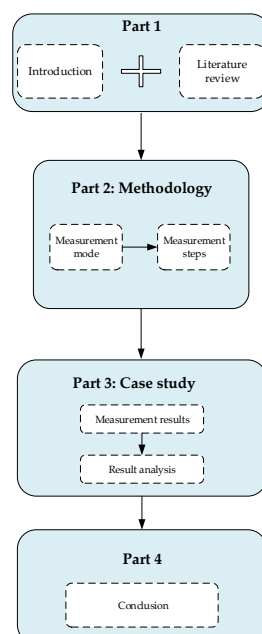 Part 1
Introduction
Literature
review
Part 2: Methodology
Measurement
mode
Measurement
steps
Part 3: Case study
Measurement results
Result analysis
Part 4
Condusion